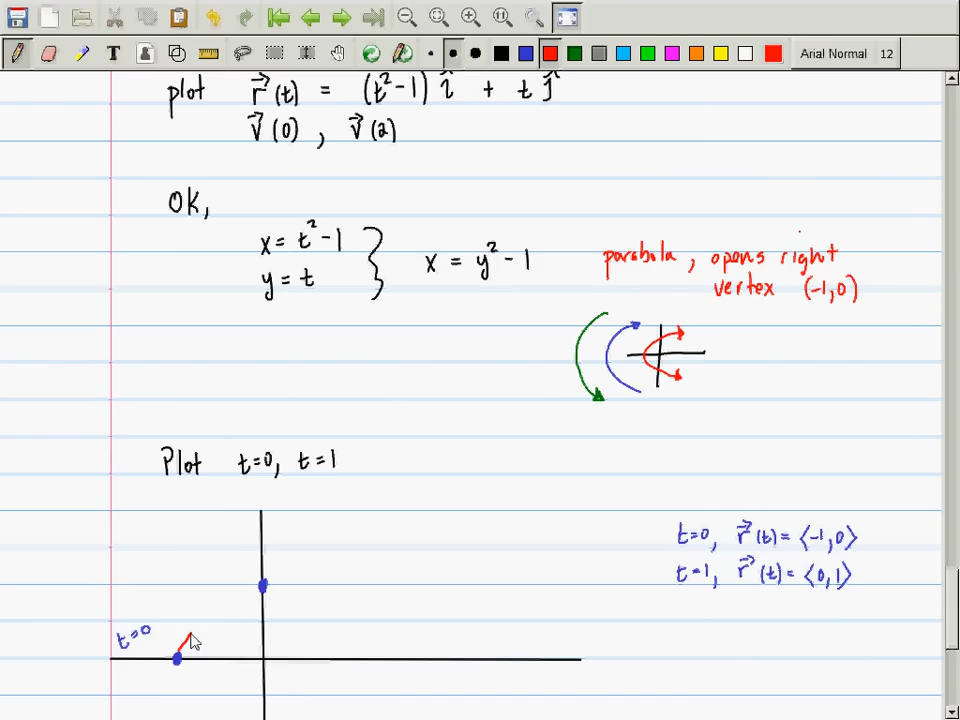 Arial Normal 12
plot r⃗(t) = (t²-1) î + t ĵ
v⃗(0), v⃗(2)
OK,
x = t²-1
y = t
} x = y²-1
parabola, opens right
vertex (-1,0)
Plot t=0, t=1
t=0, r⃗(t) = ⟨-1,0⟩
t=1, r⃗(t) = ⟨0,1⟩
t=0